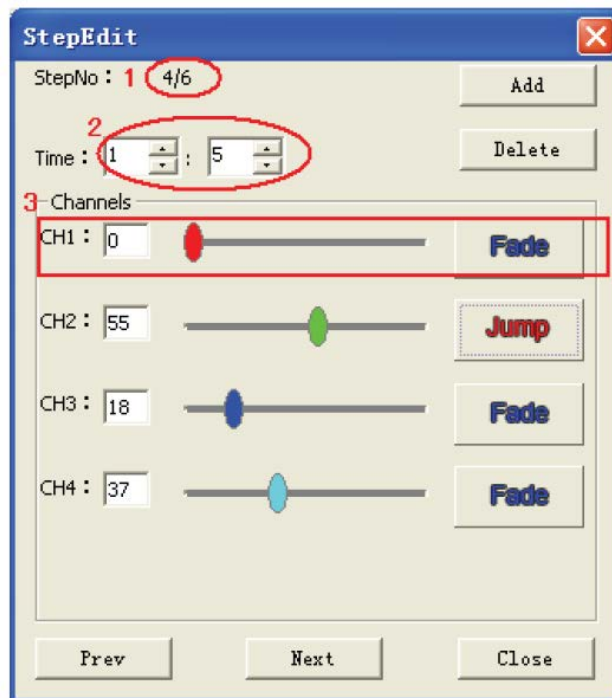 StepEdit
StepNo： 1 4/6 Add
2
Time： 1 : 5 Delete
3 Channels
CH1： 0 Fade
CH2： 55 Jump
CH3： 18 Fade
CH4： 37 Fade
Prev Next Close